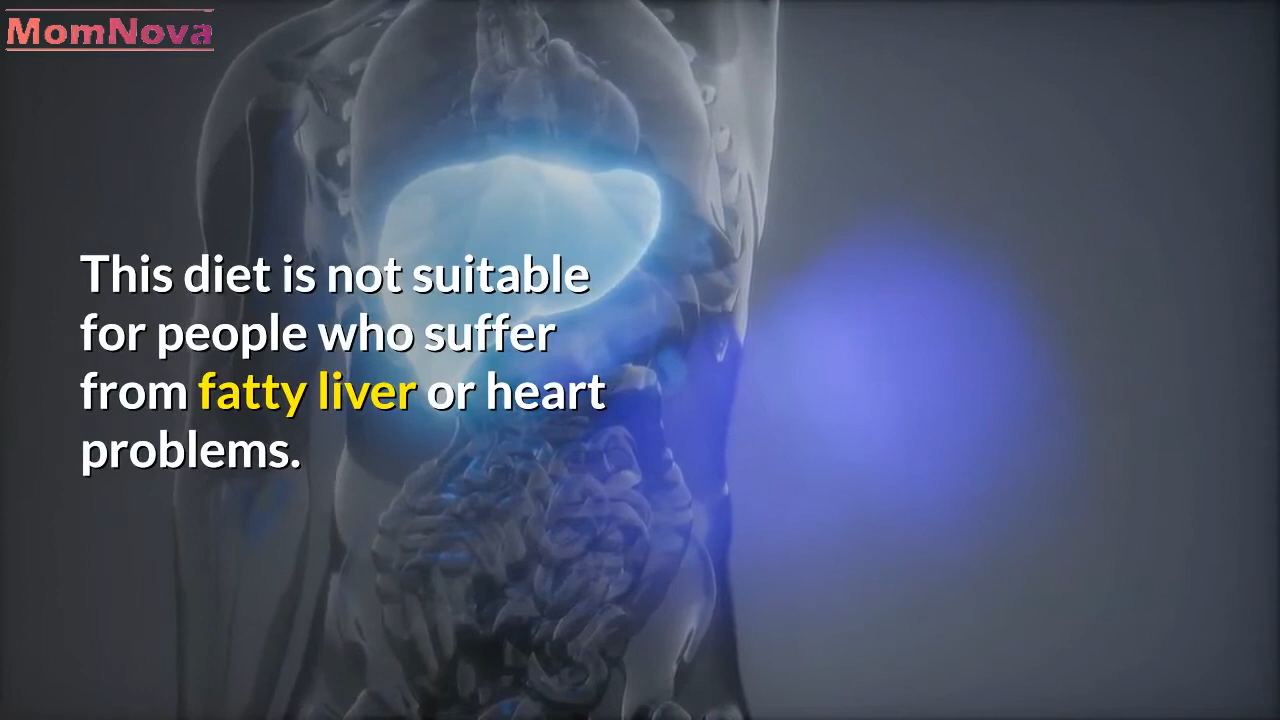 MomNova
This diet is not suitable
for people who suffer
from fatty liver or heart
problems.